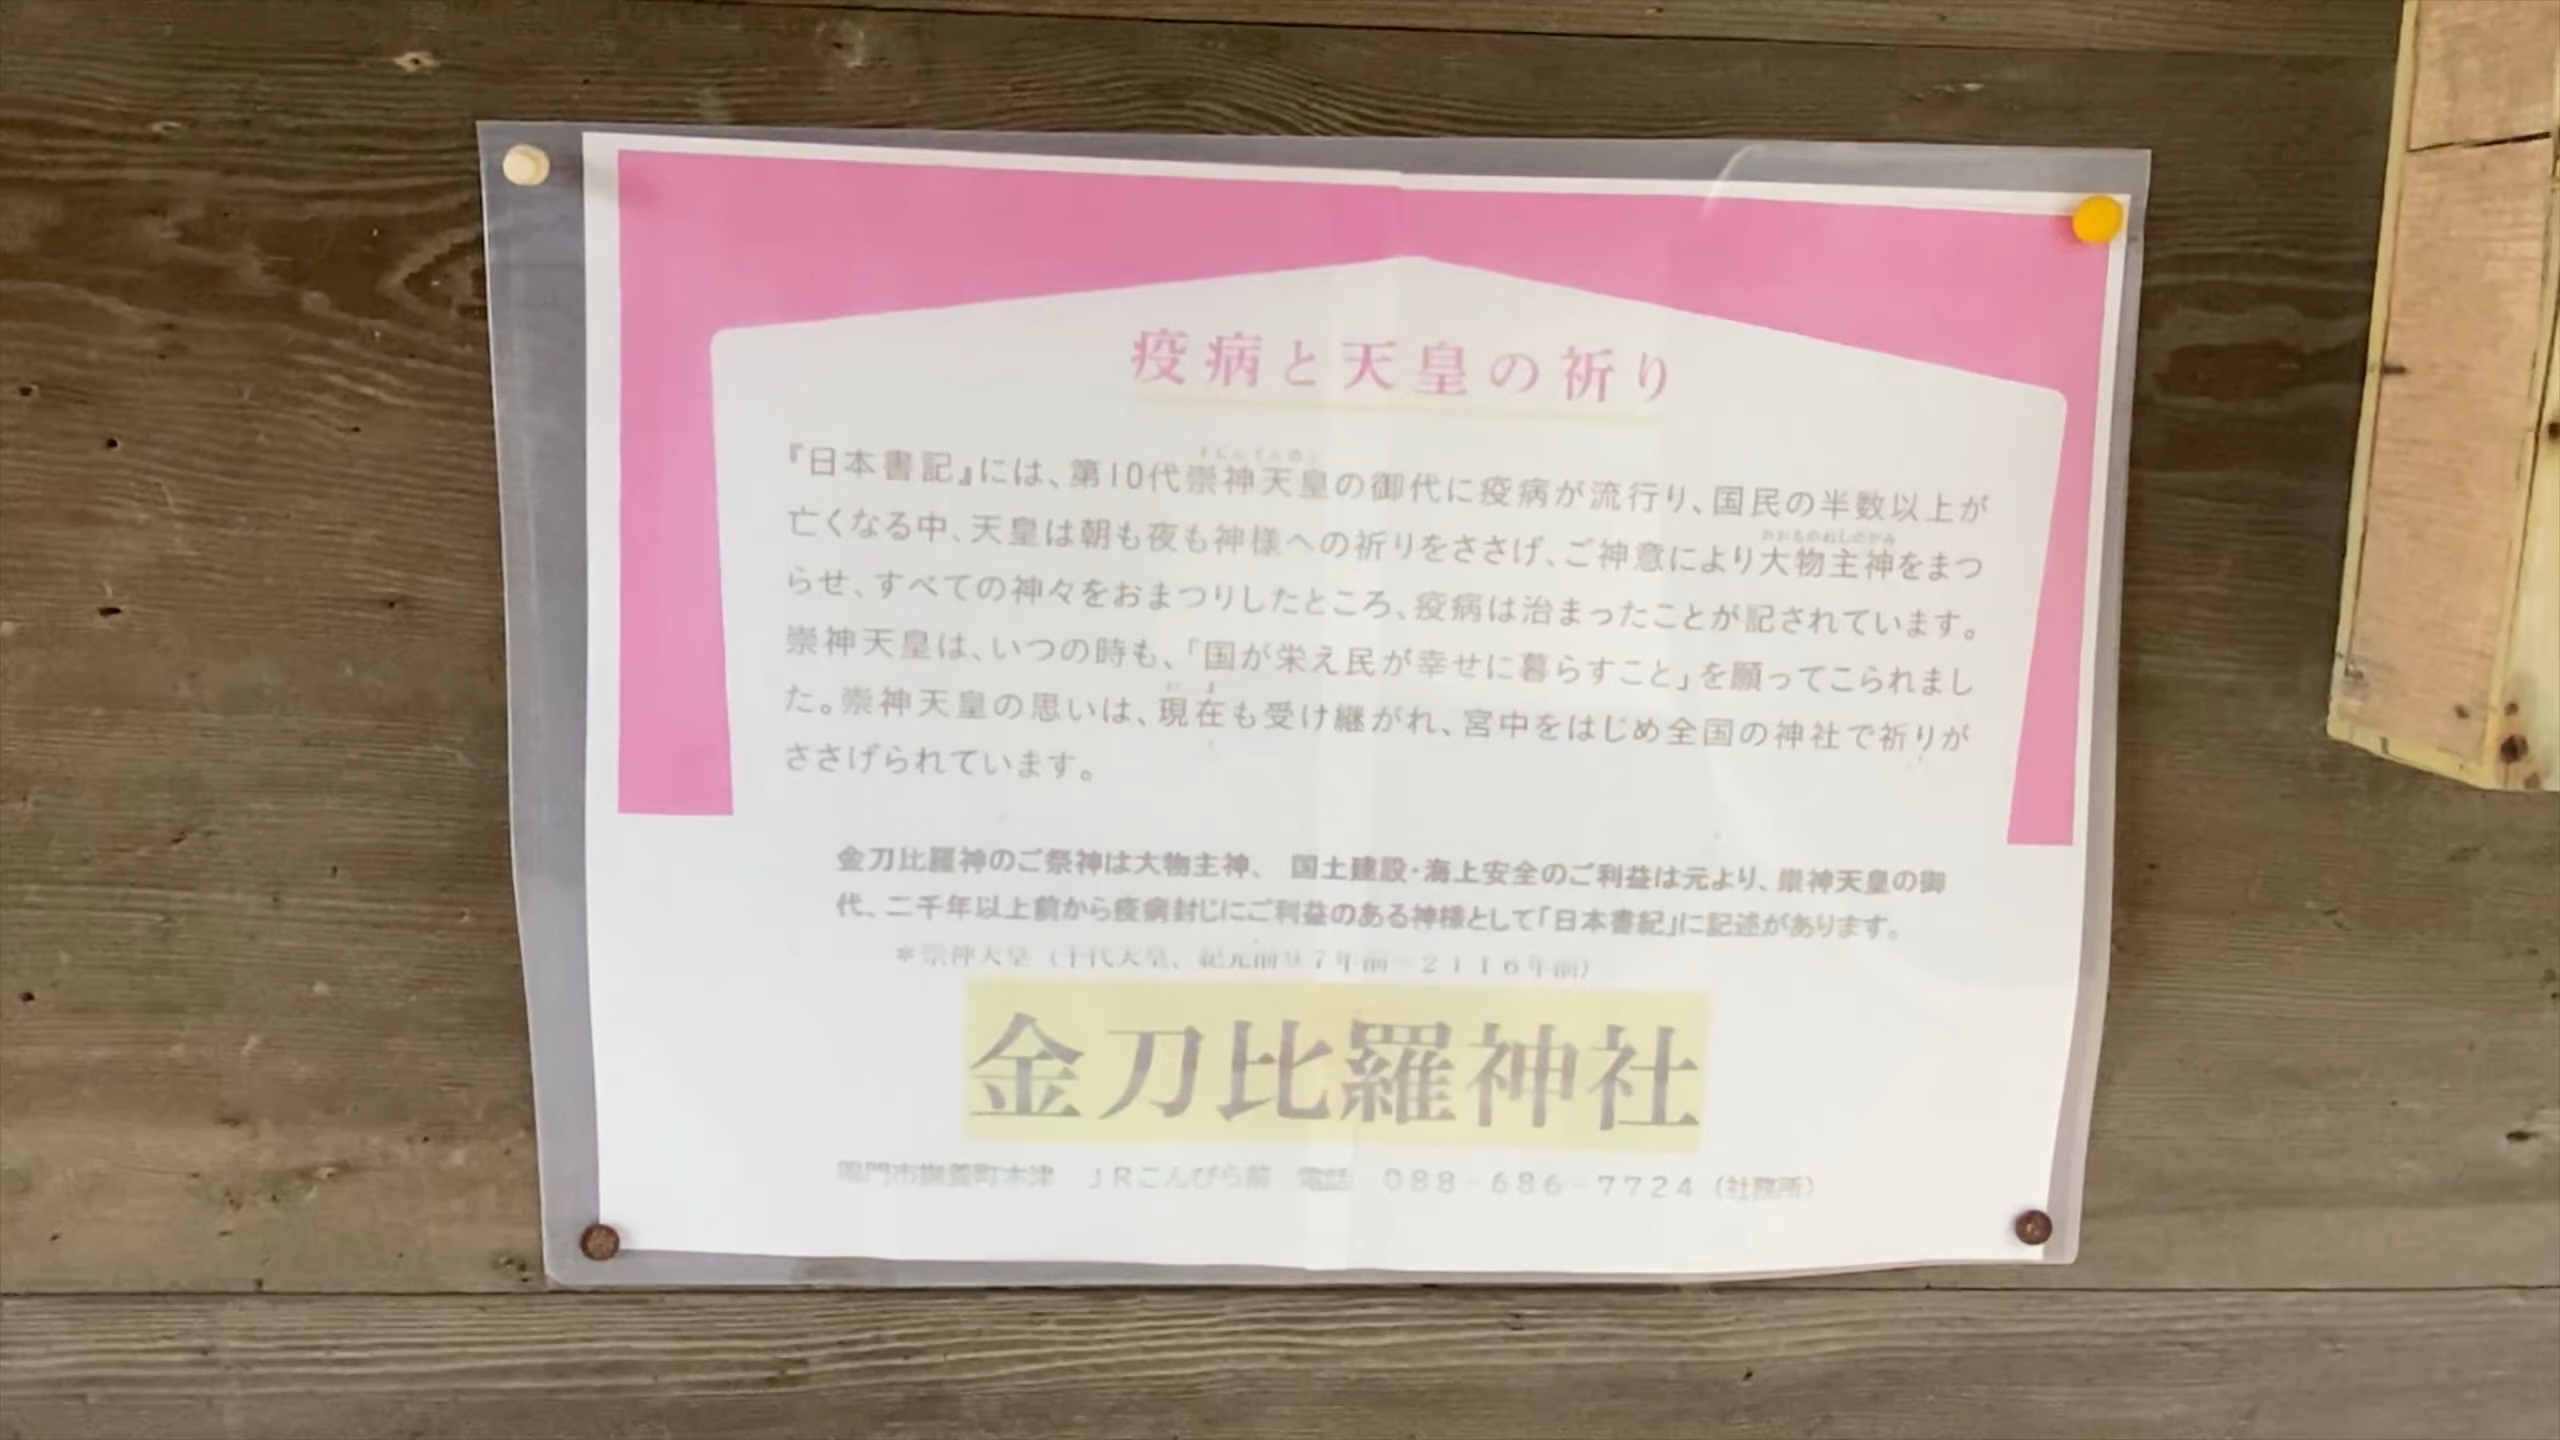 疫病と天皇の祈り
『日本書記』には、第10代崇神天皇の御代に疫病が流行り、国民の半数以上が
亡くなる中、天皇は朝も夜も神様への祈りをささげ、ご神意により大物主神をまつ
らせ、すべての神々をおまつりしたところ、疫病は治まったことが記されています。
崇神天皇は、いつの時も、「国が栄え民が幸せに暮らすこと」を願ってこられまし
た。崇神天皇の思いは、現在も受け継がれ、宮中をはじめ全国の神社で祈りが
ささげられています。
金刀比羅神のご祭神は大物主神、 国土建設・海上安全のご利益は元より、崇神天皇の御
代、二千年以上前から疫病封じにご利益のある神様として「日本書紀」に記述があります。
＊崇神天皇（十代天皇、紀元前９７年前－２１１６年前）
金刀比羅神社
鳴門市撫養町木津 ＪＲこんぴら前 電話 ０８８－６８６－７７２４（社務所）